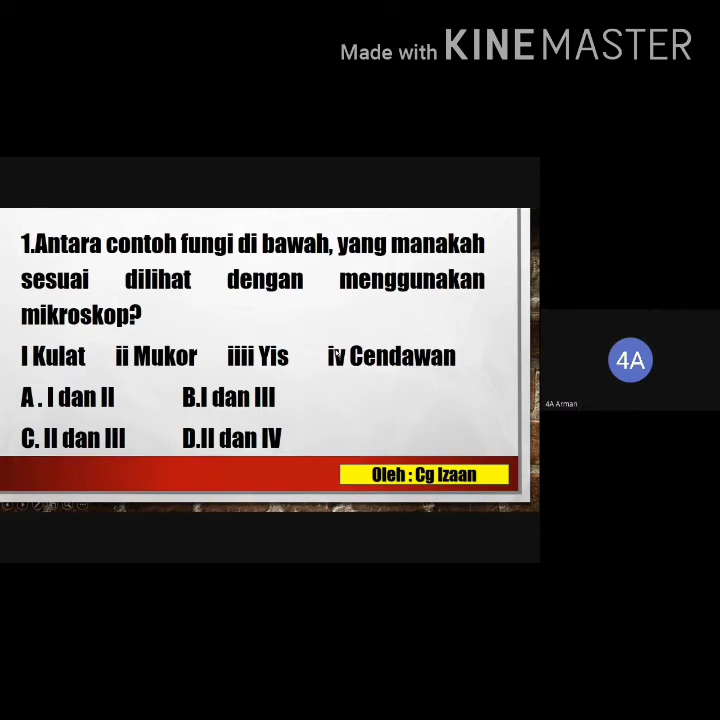 Made with KINEMASTER
1.Antara contoh fungi di bawah, yang manakah
sesuai dilihat dengan menggunakan
mikroskop?
I Kulat ii Mukor iiii Yis iv Cendawan
A . I dan II B.I dan III
C. II dan III D.II dan IV
Oleh : Cg Izaan
4A
4A Arman